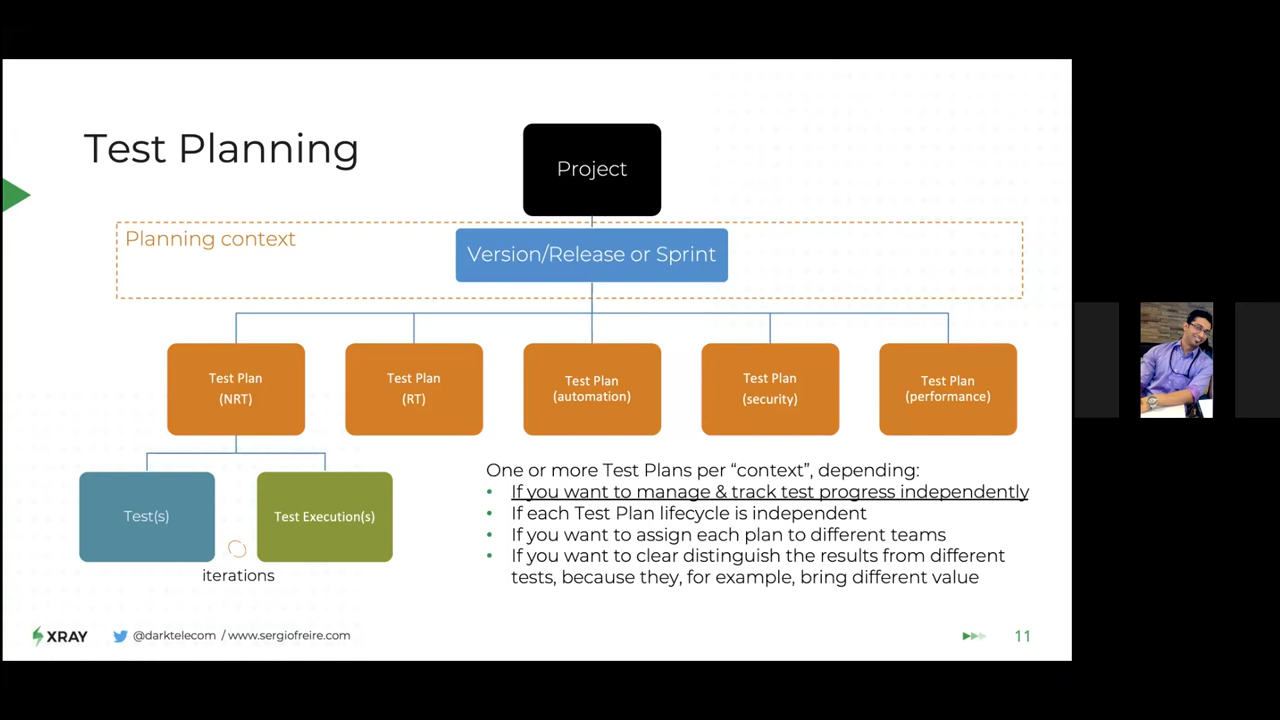 Test Planning
Project
Planning context
Version/Release or Sprint
Test Plan
(NRT)
Test Plan
(RT)
Test Plan
(automation)
Test Plan
(security)
Test Plan
(performance)
Test(s)
Test Execution(s)
iterations
One or more Test Plans per “context”, depending:
• If you want to manage & track test progress independently
• If each Test Plan lifecycle is independent
• If you want to assign each plan to different teams
• If you want to clear distinguish the results from different
tests, because they, for example, bring different value
XRAY
@darktelecom / www.sergiofreire.com
11